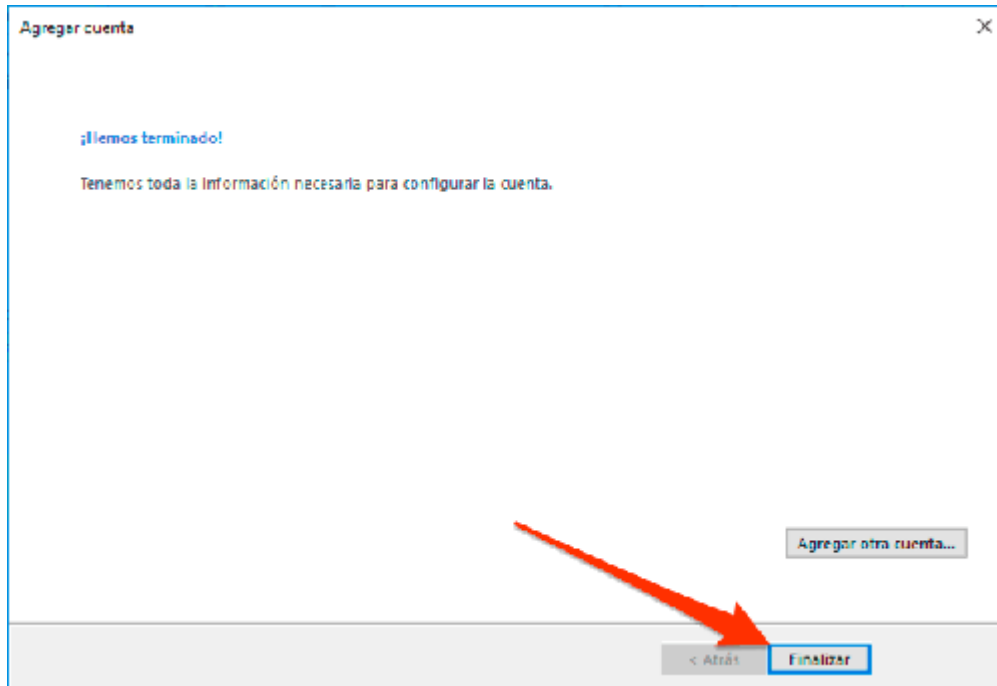 Agregar cuenta
¡Hemos terminado!
Tenemos toda la información necesaria para configurar la cuenta.
Agregar otra cuenta...
< Atrás
Finalizar